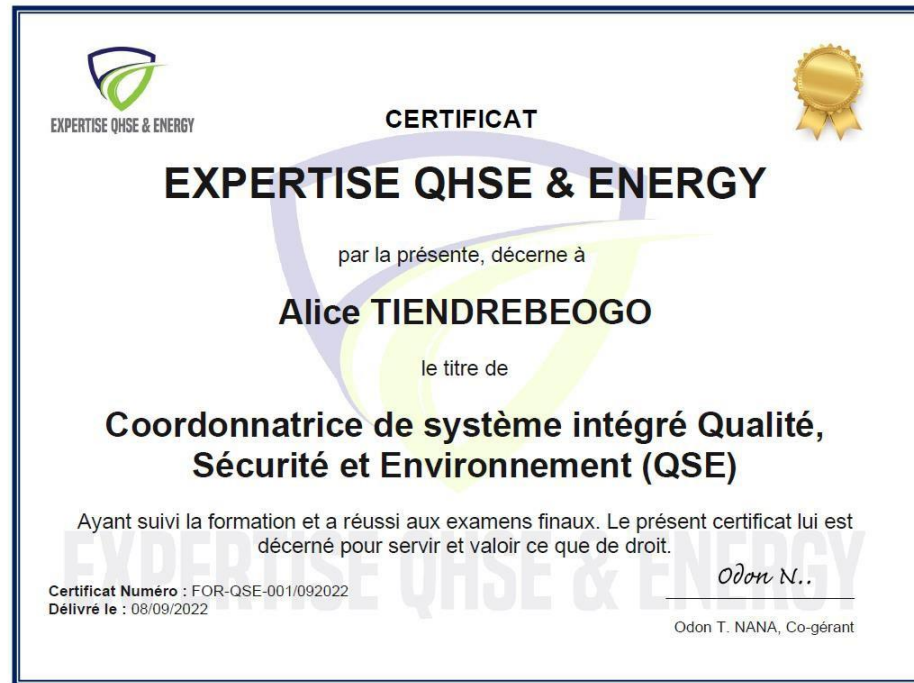 EXPERTISE QHSE & ENERGY
CERTIFICAT
EXPERTISE QHSE & ENERGY
par la présente, décerne à
Alice TIENDREBEOGO
le titre de
Coordonnatrice de système intégré Qualité,
Sécurité et Environnement (QSE)
Ayant suivi la formation et a réussi aux examens finaux. Le présent certificat lui est
décerné pour servir et valoir ce que de droit.
EXPERTISE QHSE & ENERGY
Certificat Numéro : FOR-QSE-001/092022
Délivré le : 08/09/2022
Odon N..
Odon T. NANA, Co-gérant